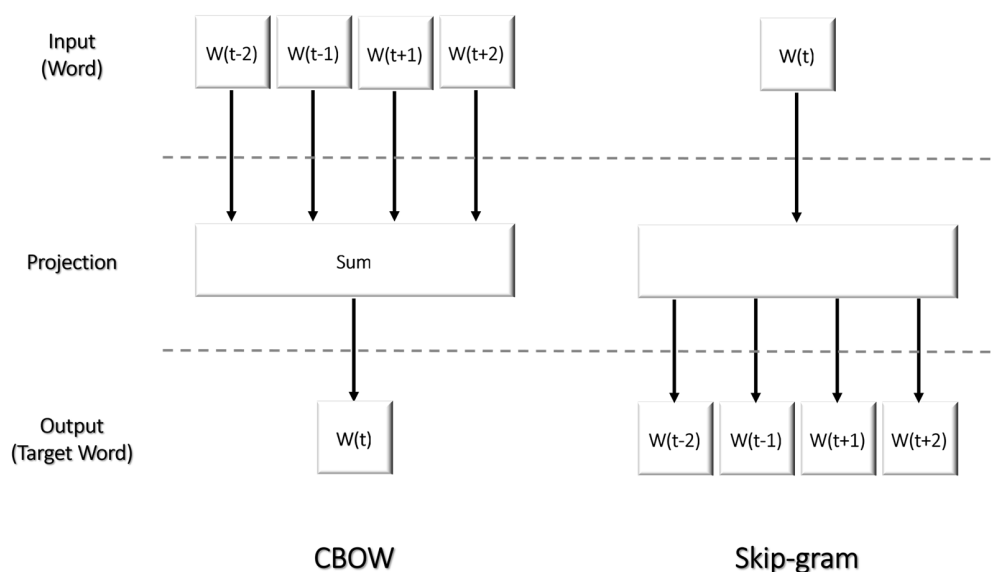 Input
(Word)
W(t-2) W(t-1) W(t+1) W(t+2)
W(t)
Projection
Sum
Output
(Target Word)
W(t)
W(t-2) W(t-1) W(t+1) W(t+2)
CBOW
Skip-gram